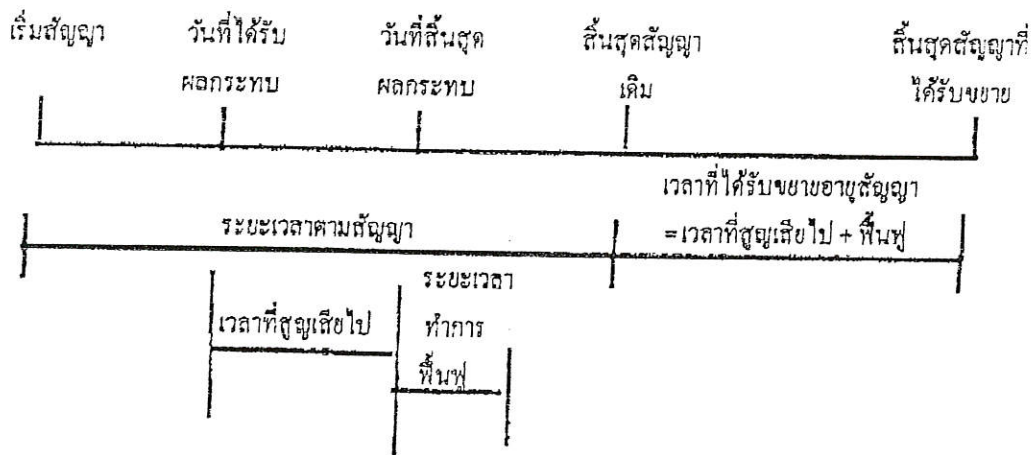 เริ่มสัญญา
วันที่ได้รับ
ผลกระทบ
วันที่สิ้นสุด
ผลกระทบ
สิ้นสุดสัญญา
เดิม
สิ้นสุดสัญญาที่
ได้รับขยาย
ระยะเวลาตามสัญญา
เวลาที่ได้รับขยายอายุสัญญา
=เวลาที่สูญเสียไป + ฟื้นฟู
เวลาที่สูญเสียไป
ระยะเวลา
ทำการ
ฟื้นฟู